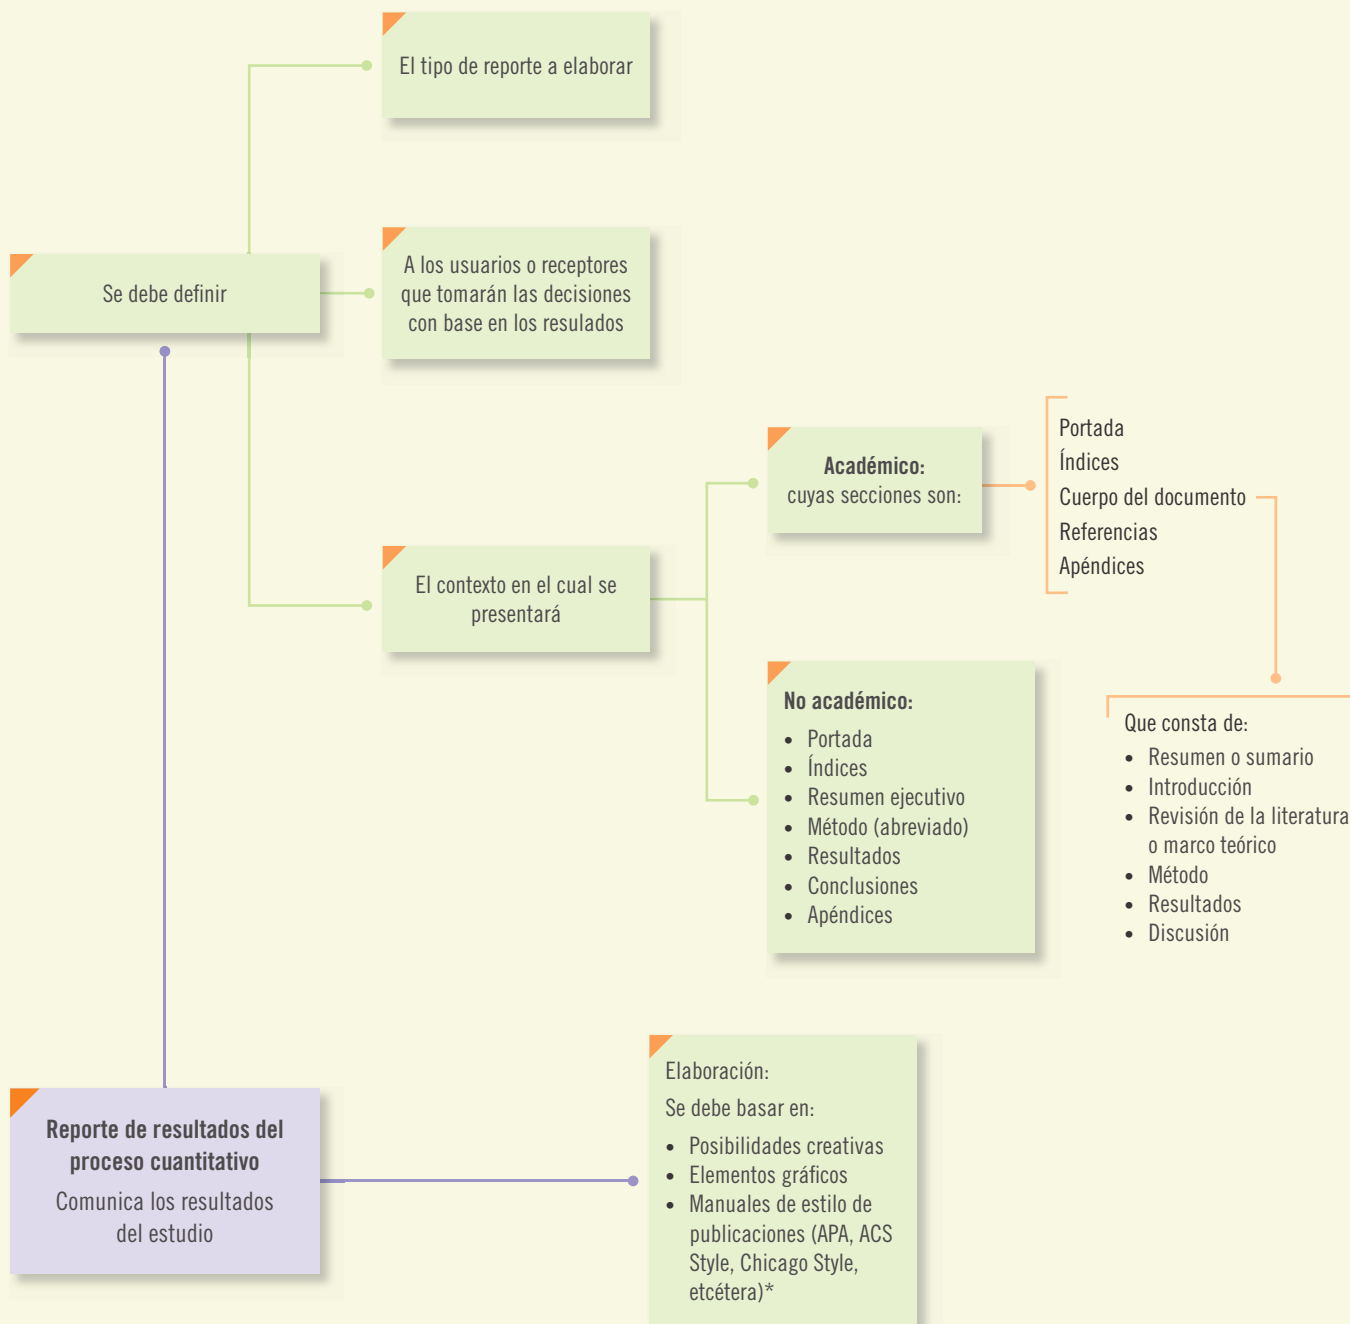 El tipo de reporte a elaborar
Se debe definir
A los usuarios o receptores
que tomarán las decisiones
con base en los resulados
El contexto en el cual se
presentará
Académico:
cuyas secciones son:
Portada
Índices
Cuerpo del documento
Referencias
Apéndices
No académico:
• Portada
• Índices
• Resumen ejecutivo
• Método (abreviado)
• Resultados
• Conclusiones
• Apéndices
Que consta de:
• Resumen o sumario
• Introducción
• Revisión de la literatura
o marco teórico
• Método
• Resultados
• Discusión
Reporte de resultados del
proceso cuantitativo
Comunica los resultados
del estudio
Elaboración:
Se debe basar en:
• Posibilidades creativas
• Elementos gráficos
• Manuales de estilo de
publicaciones (APA, ACS
Style, Chicago Style,
etcétera)*